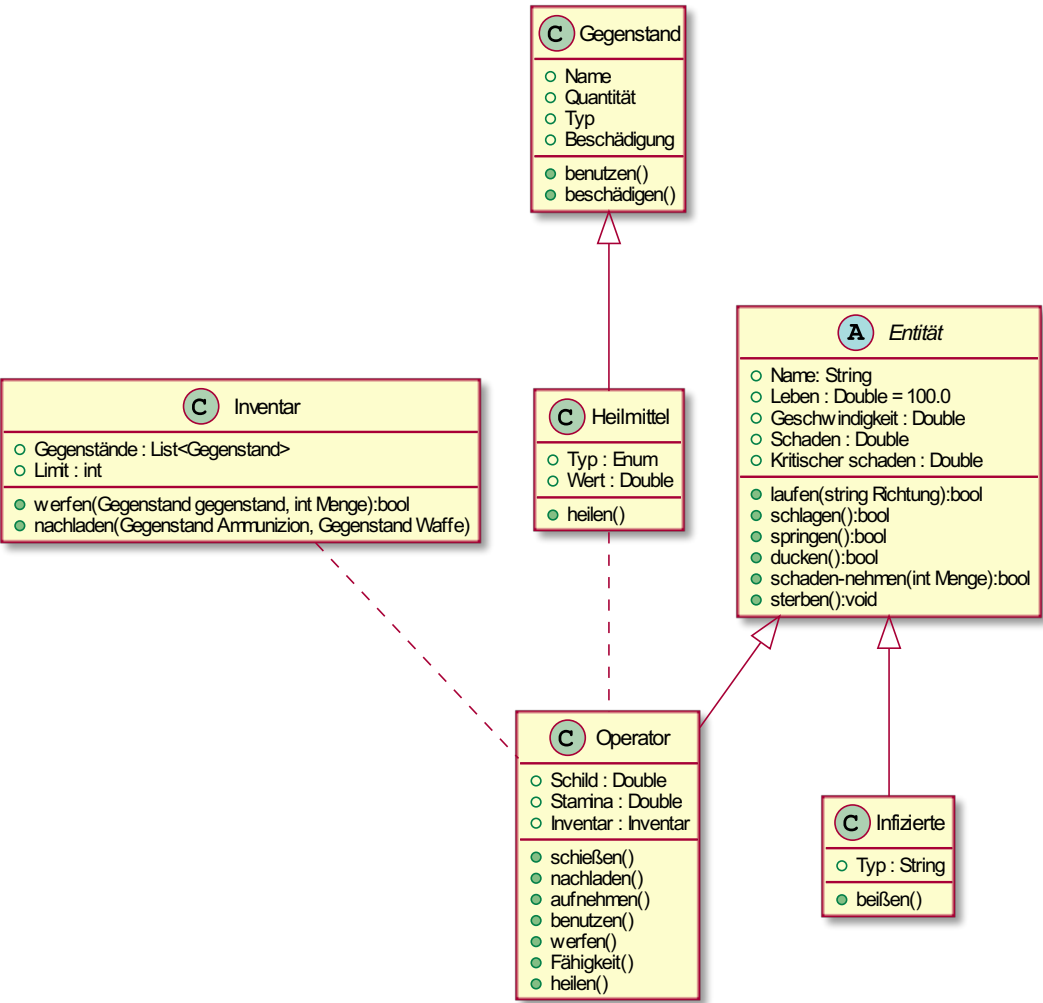 C Gegenstand
Name
Quantität
Typ
Beschädigung
benutzen()
beschädigen()
A Entität
Name: String
Leben : Double = 100.0
Geschwindigkeit : Double
Schaden : Double
Kritischer schaden : Double
laufen(string Richtung):bool
schlagen():bool
springen():bool
ducken():bool
schaden-nehmen(int Menge):bool
sterben():void
C Inventar
Gegenstände : List<Gegenstand>
Limit : int
werfen(Gegenstand gegenstand, int Menge):bool
nachladen(Gegenstand Ammunizion, Gegenstand Waffe)
C Heilmittel
Typ : Enum
Wert : Double
heilen()
C Operator
Schild : Double
Stamina : Double
Inventar : Inventar
schießen()
nachladen()
aufnehmen()
benutzen()
werfen()
Fähigkeit()
heilen()
C Infizierte
Typ : String
beißen()